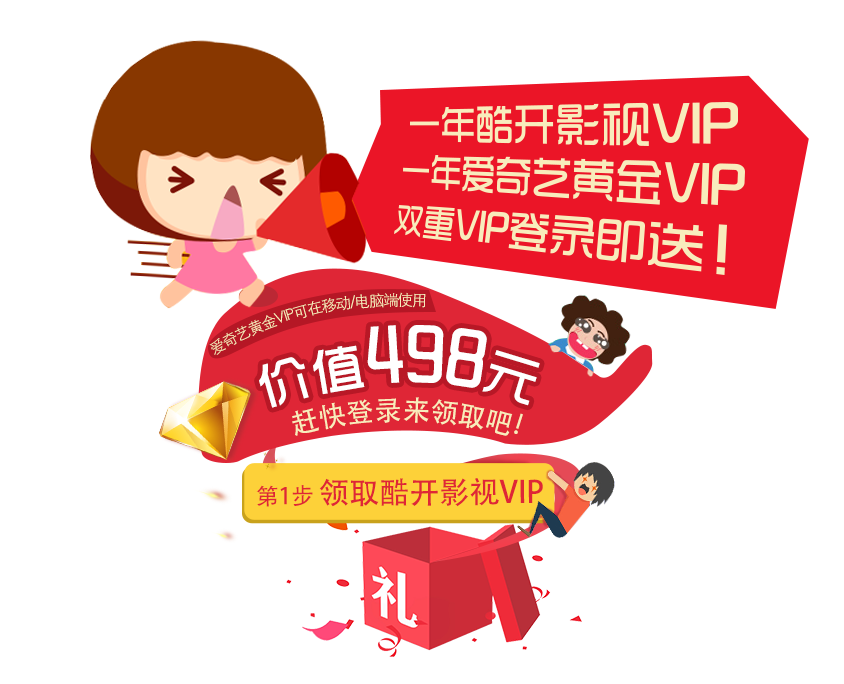 一年酷开影视VIP
一年爱奇艺黄金VIP
双重VIP登录即送！
爱奇艺黄金VIP可在移动/电脑端使用
价值498元
赶快登录来领取吧！
第1步 领取酷开影视VIP
礼